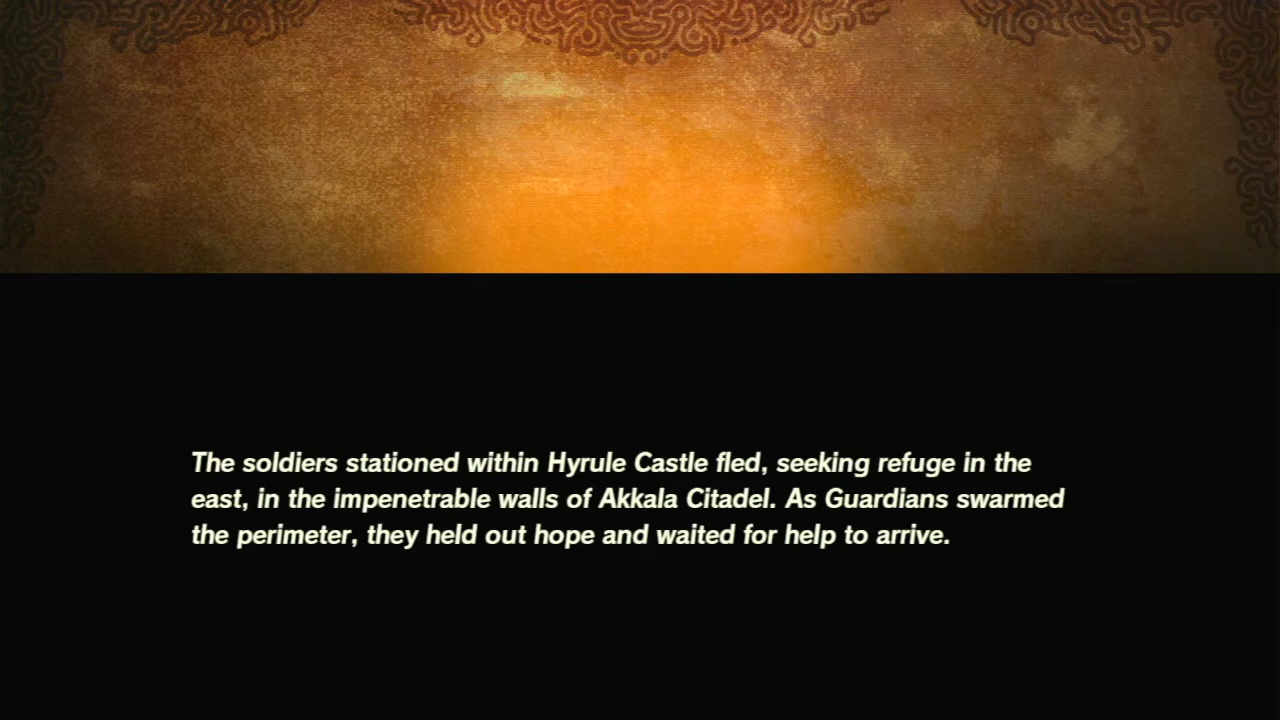 The soldiers stationed within Hyrule Castle fled, seeking refuge in the
east, in the impenetrable walls of Akkala Citadel. As Guardians swarmed
the perimeter, they held out hope and waited for help to arrive.